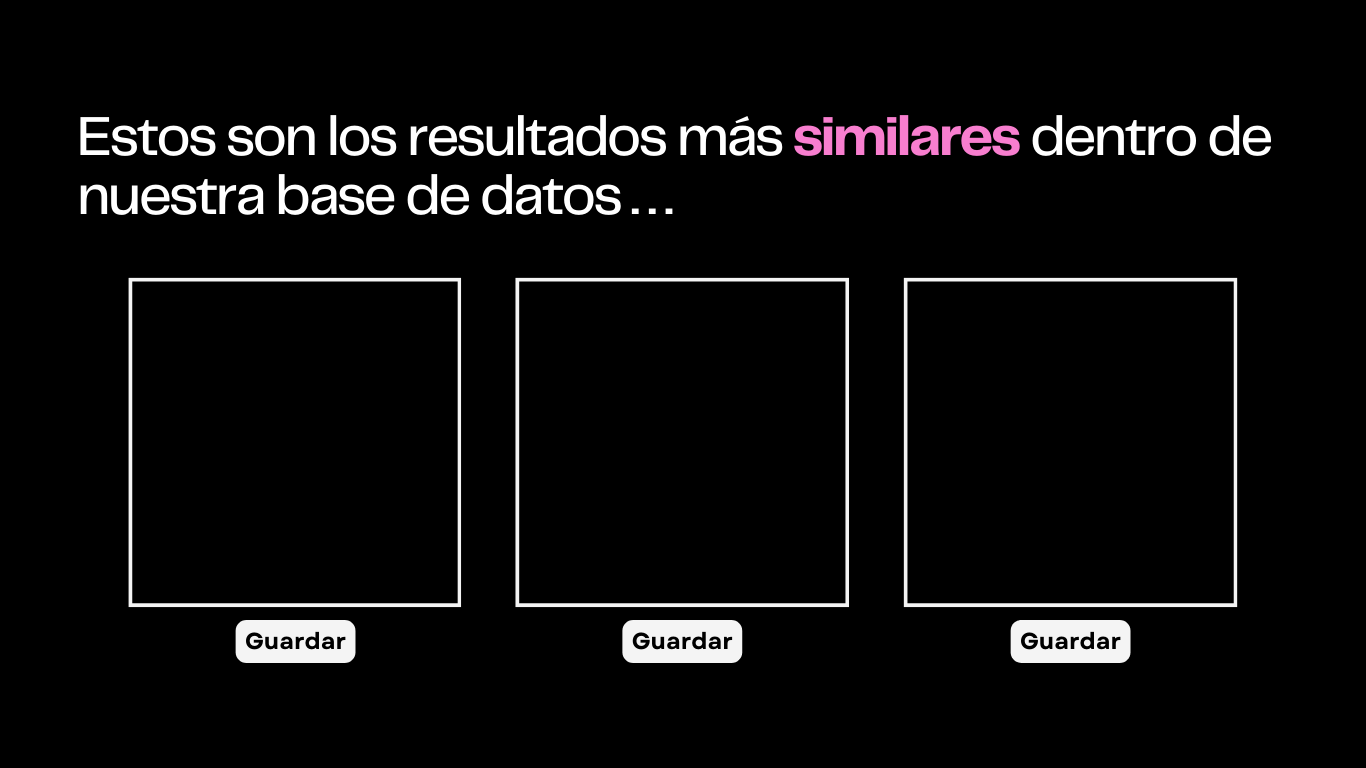 Estos son los resultados más similares dentro de
nuestra base de datos...
Guardar
Guardar
Guardar